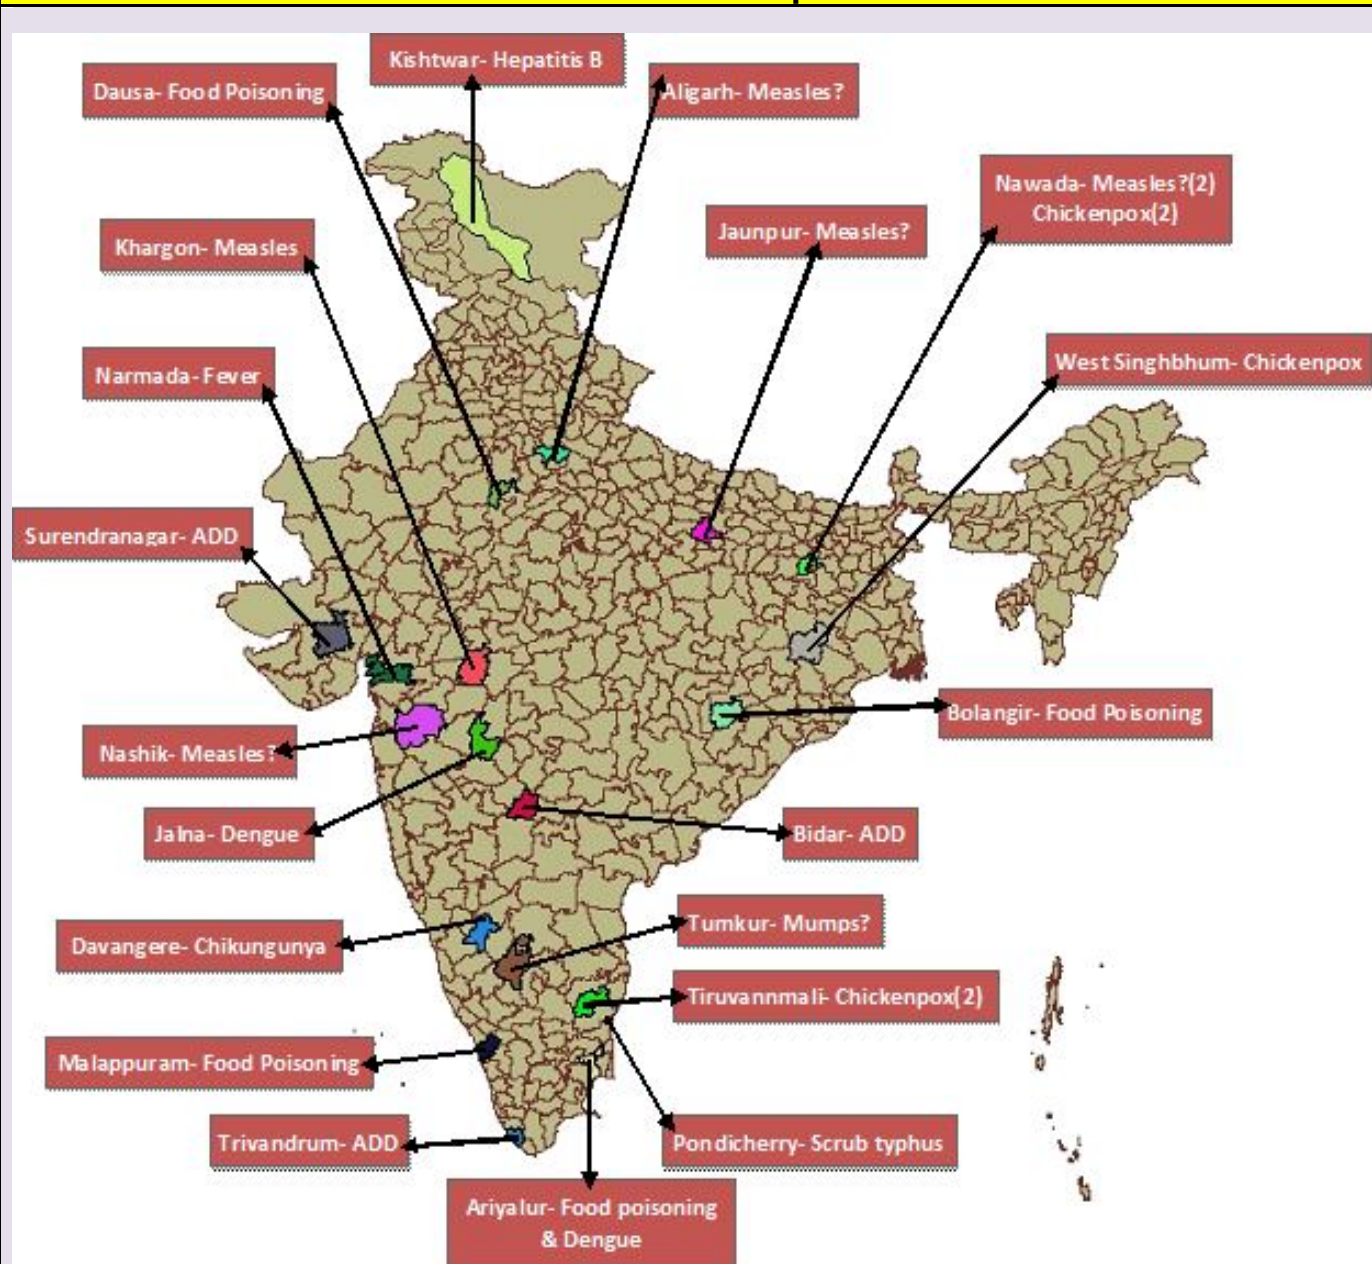 Kishtwar- Hepatitis B
Dausa- Food Poisoning
Aligarh- Measles?
Nawada- Measles?(2)
Chickenpox(2)
Jaunpur- Measles?
Khargon- Measles
West Singhbhum- Chickenpox
Narmada- Fever
Surendranagar- ADD
Bolangir- Food Poisoning
Nashik- Measles?
Jalna- Dengue
Bidar- ADD
Tumkur- Mumps?
Davangere- Chikungunya
Tiruvannmali- Chickenpox(2)
Malappuram- Food Poisoning
Trivandrum- ADD
Pondicherry- Scrub typhus
Ariyalur- Food poisoning
& Dengue